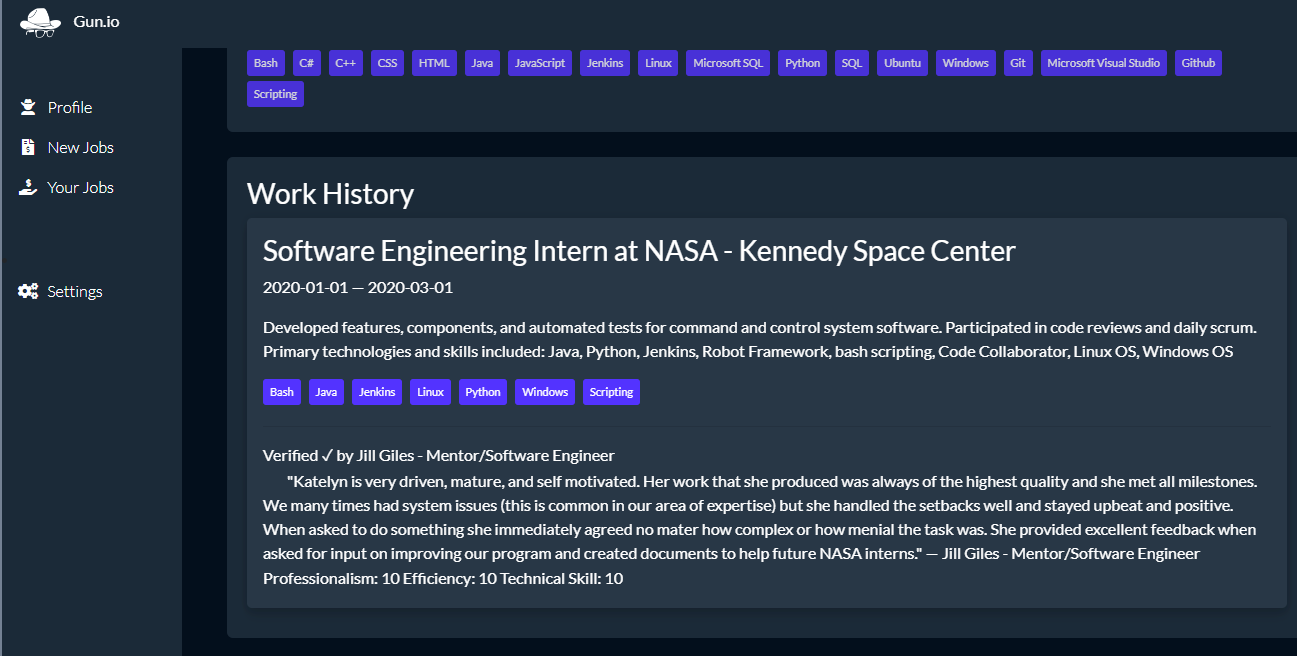 Gun.io
Profile
New Jobs
Your Jobs
Settings
Bash C# C++ CSS HTML Java JavaScript Jenkins Linux Microsoft SQL Python SQL Ubuntu Windows Git Microsoft Visual Studio Github
Scripting
Work History
Software Engineering Intern at NASA - Kennedy Space Center
2020-01-01 — 2020-03-01
Developed features, components, and automated tests for command and control system software. Participated in code reviews and daily scrum.
Primary technologies and skills included: Java, Python, Jenkins, Robot Framework, bash scripting, Code Collaborator, Linux OS, Windows OS
Bash Java Jenkins Linux Python Windows Scripting
Verified ✓ by Jill Giles - Mentor/Software Engineer
"Katelyn is very driven, mature, and self motivated. Her work that she produced was always of the highest quality and she met all milestones.
We many times had system issues (this is common in our area of expertise) but she handled the setbacks well and stayed upbeat and positive.
When asked to do something she immediately agreed no mater how complex or how menial the task was. She provided excellent feedback when
asked for input on improving our program and created documents to help future NASA interns." — Jill Giles - Mentor/Software Engineer
Professionalism: 10 Efficiency: 10 Technical Skill: 10